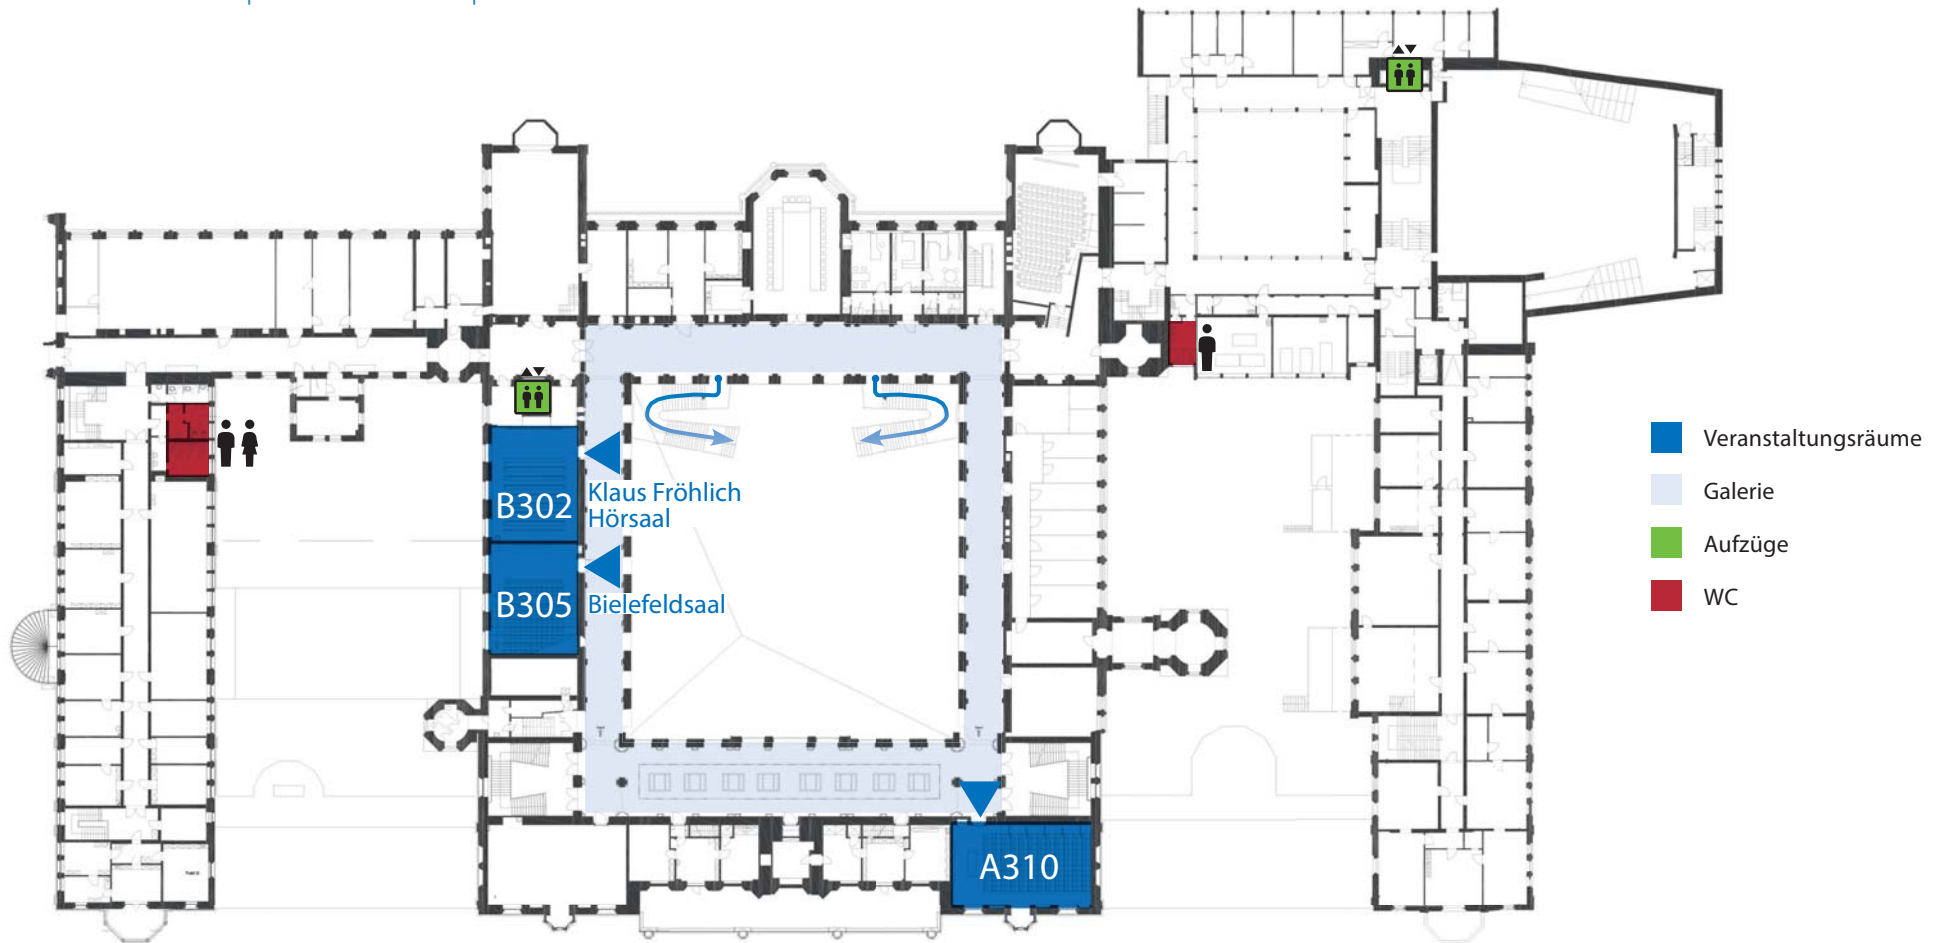 B302
Klaus Fröhlich
Hörsaal
B305
Bielefeldsaal
A310
Veranstaltungsräume
Galerie
Aufzüge
WC